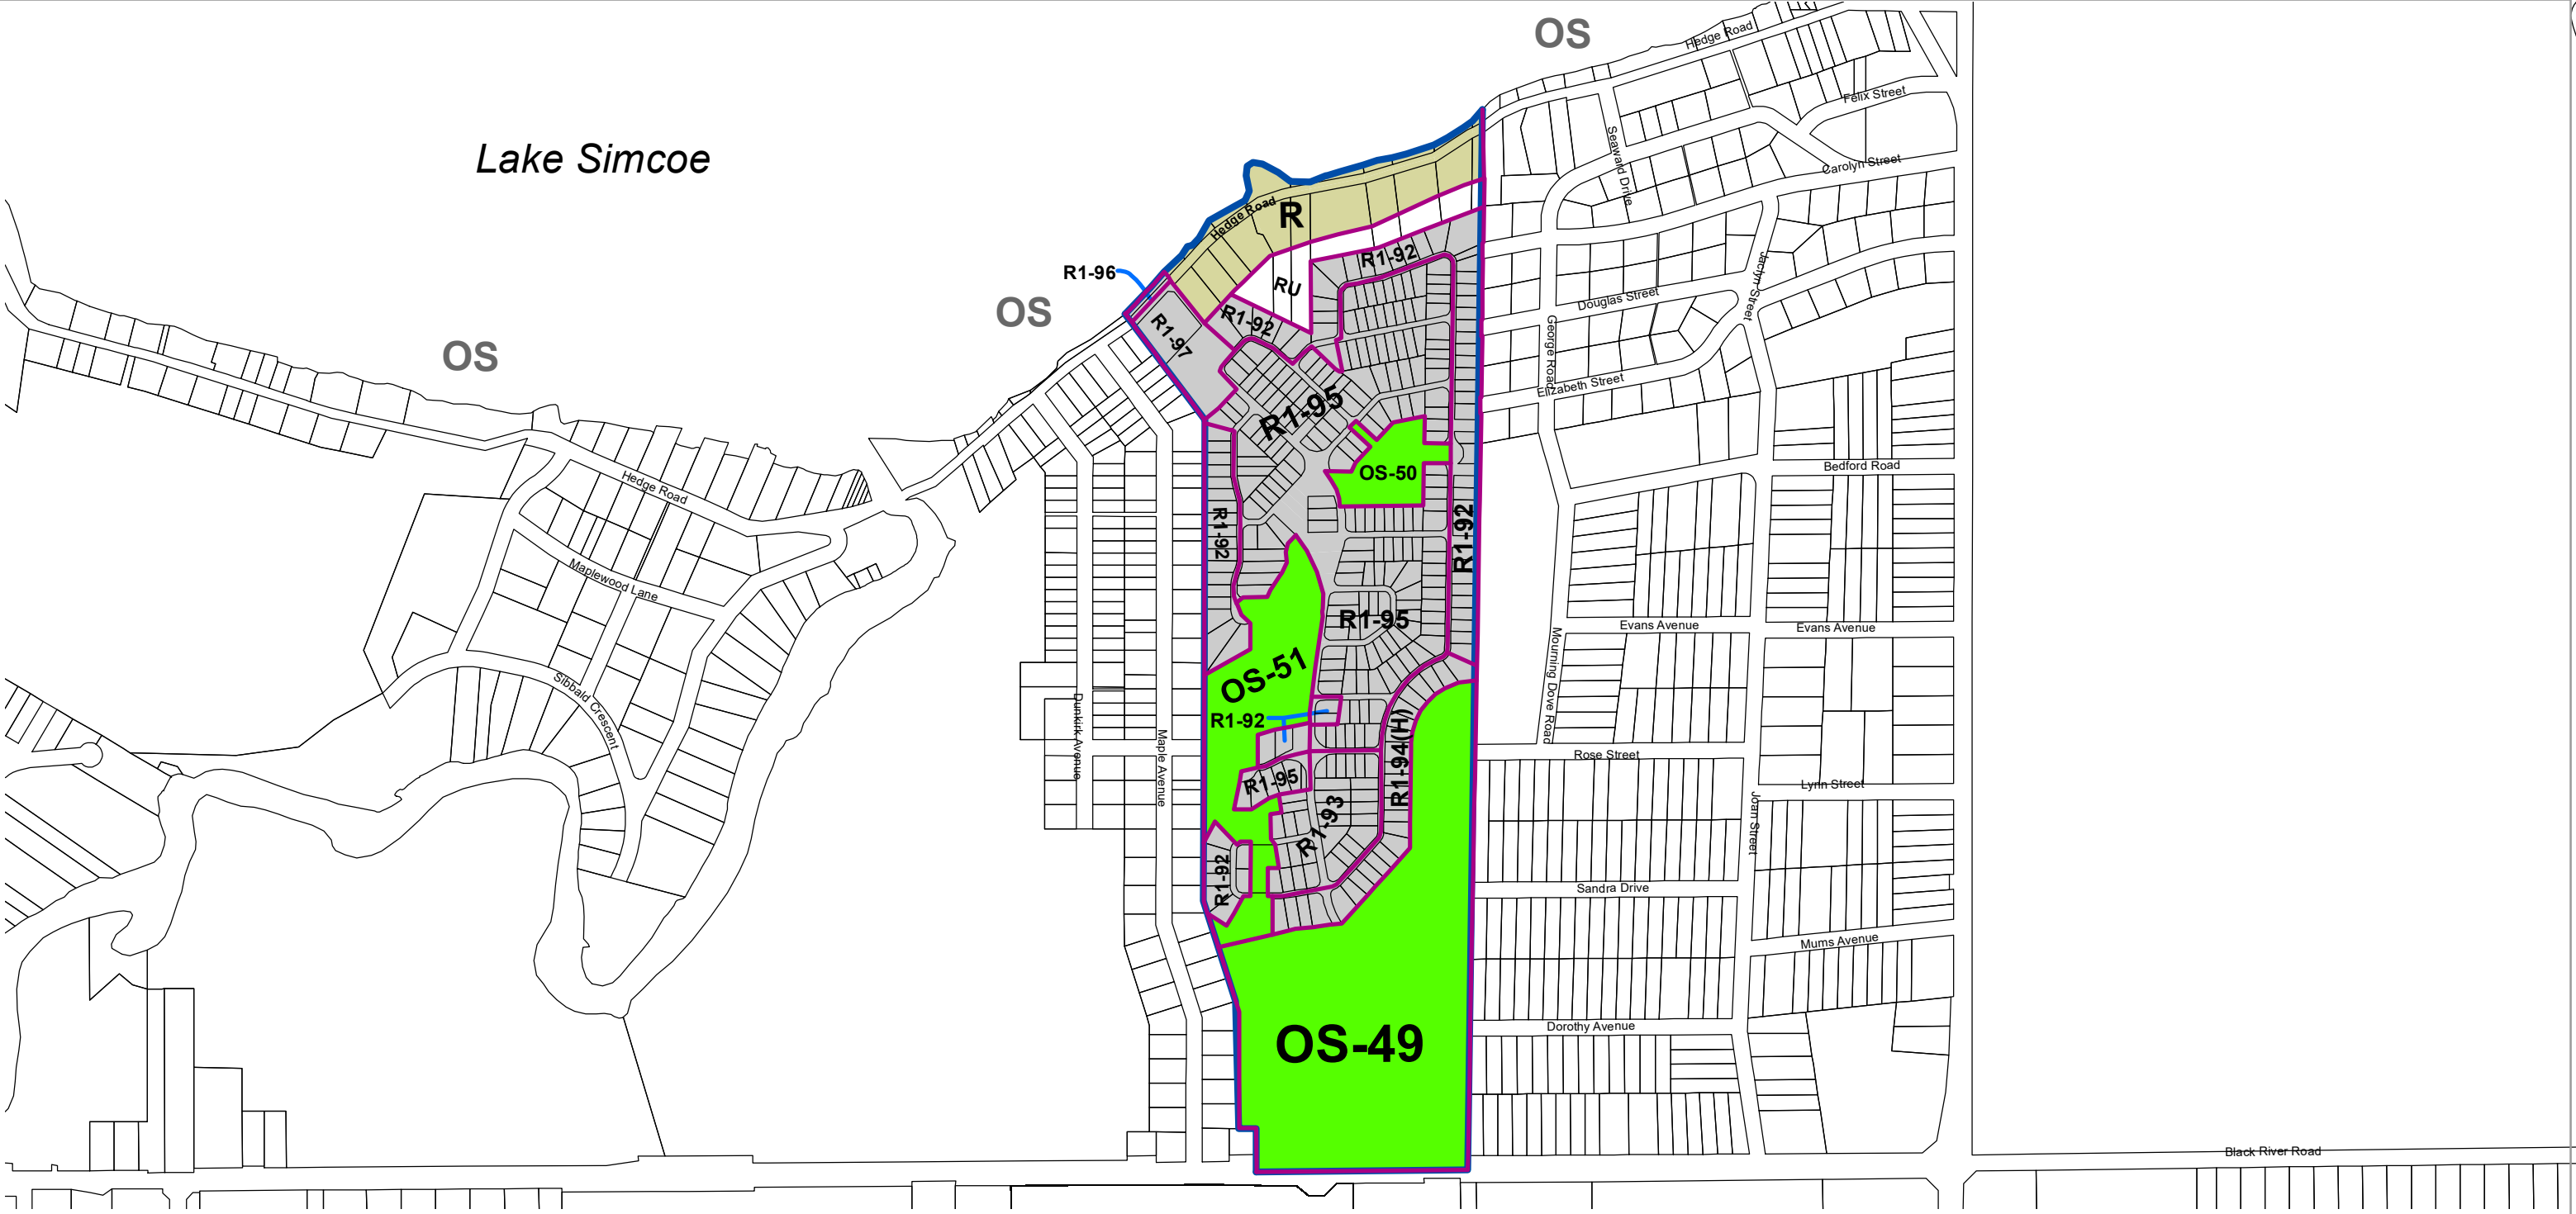 OS
Hedge Road
Felix Street
Lake Simcoe
Seaward Drive
Carolyn Street
Hedge Road
R
R1-92
R1-96
RU
Jaclyn Street
OS
Douglas Street
R1-92
R1-97
OS
George Road
Elizabeth Street
R1-95
OS-50
Bedford Road
Hedge Road
R1-92
R1-92
Maplewood Lane
R1-95
Evans Avenue
Evans Avenue
Mourning Dove Road
OS-51
Sibbald Crescent
R1-92
Dunkirk Avenue
Maple Avenue
R1-94(H)
Rose Street
R1-95
Lynn Street
R1-93
Joan Street
R1-92
Sandra Drive
Mums Avenue
OS-49
Dorothy Avenue
Black River Road